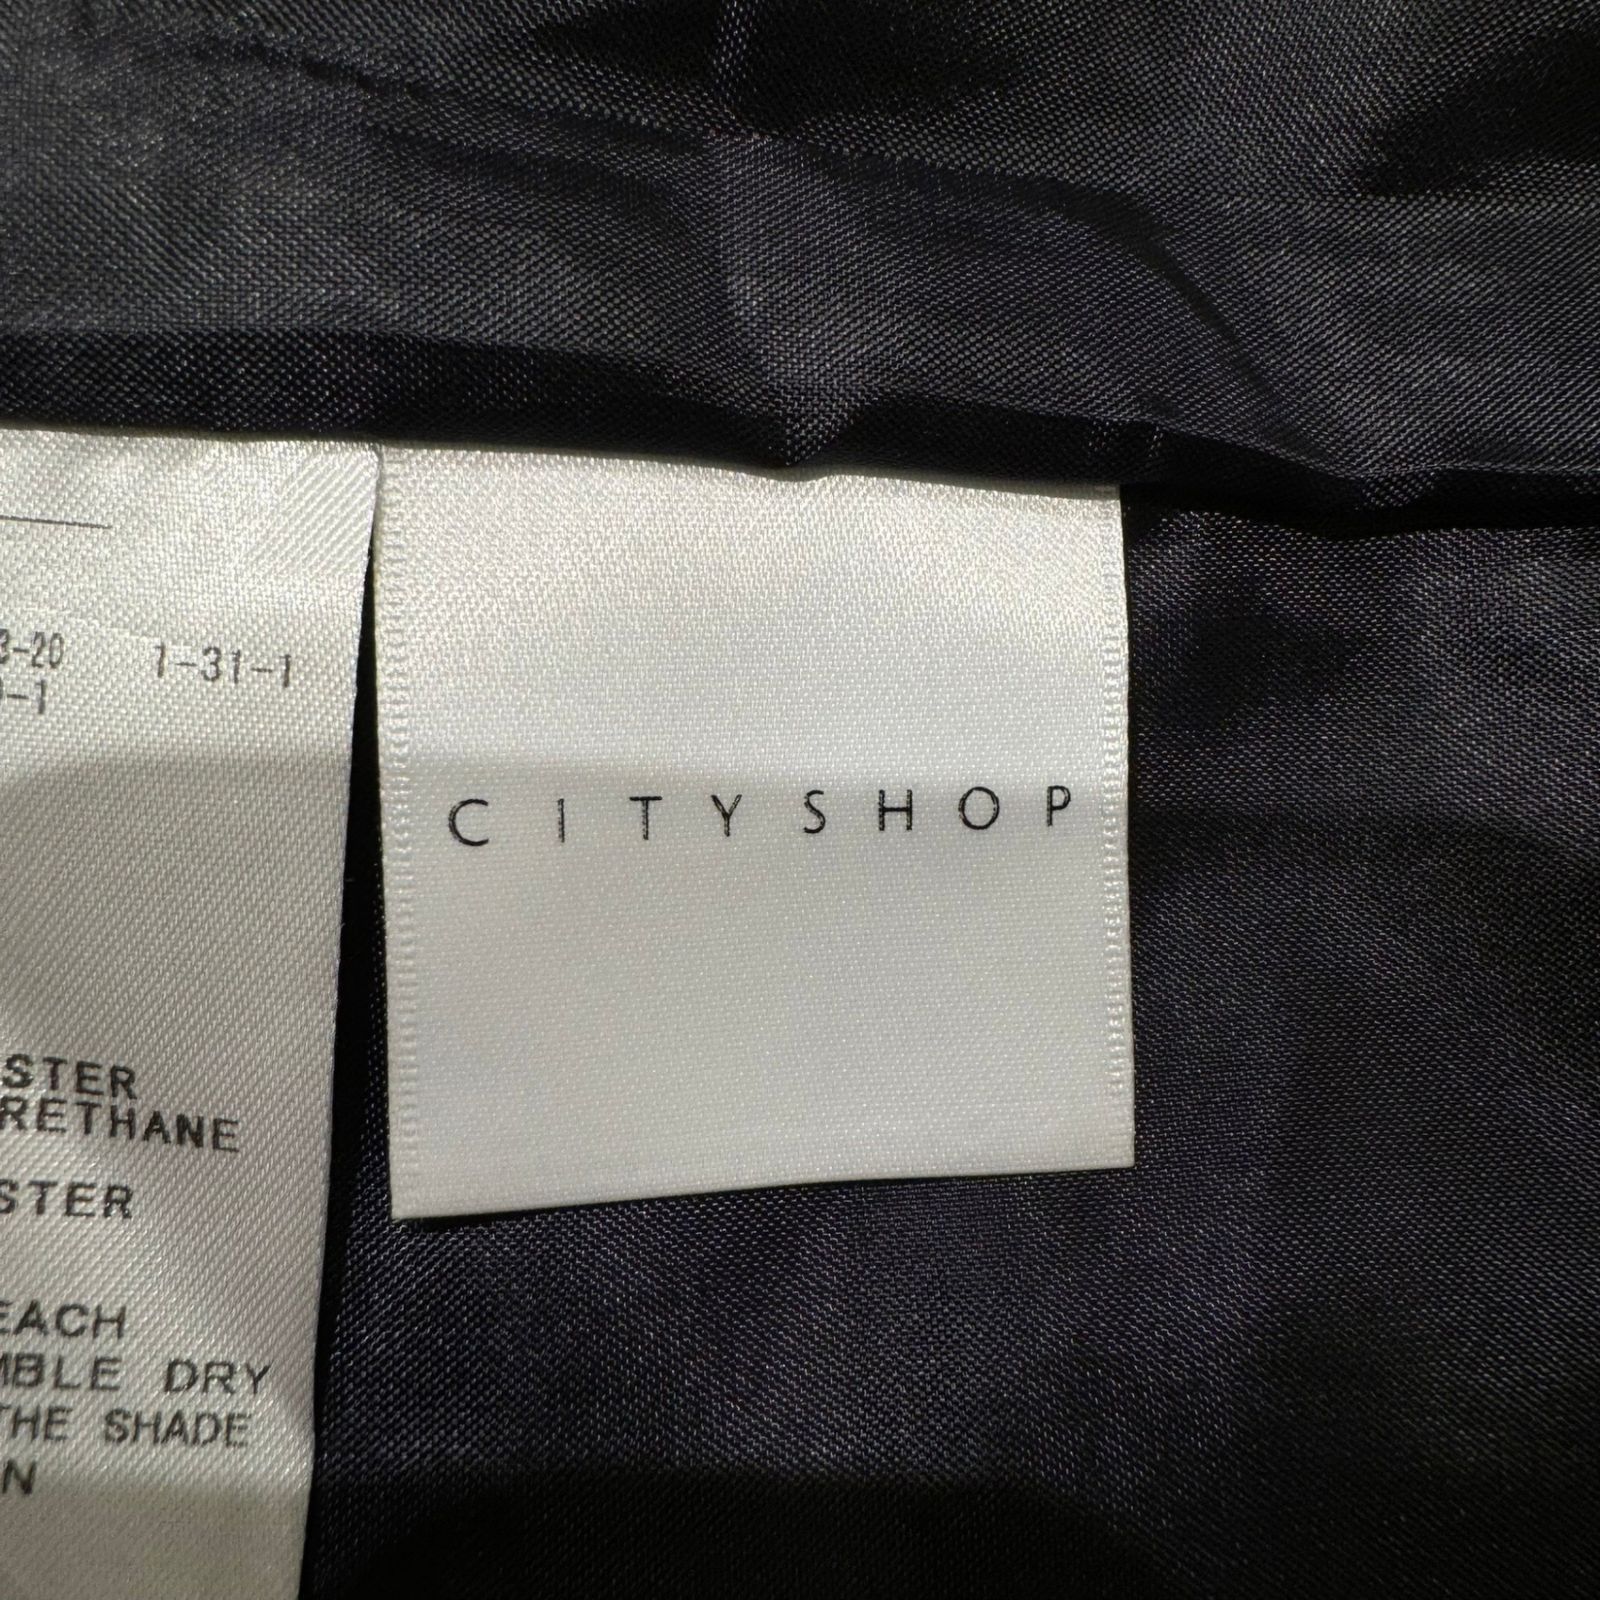 3-20 1-31-1
-1
CITYSHOP
STER
RETHANE
STER
EACH
MBLE DRY
THE SHADE
N